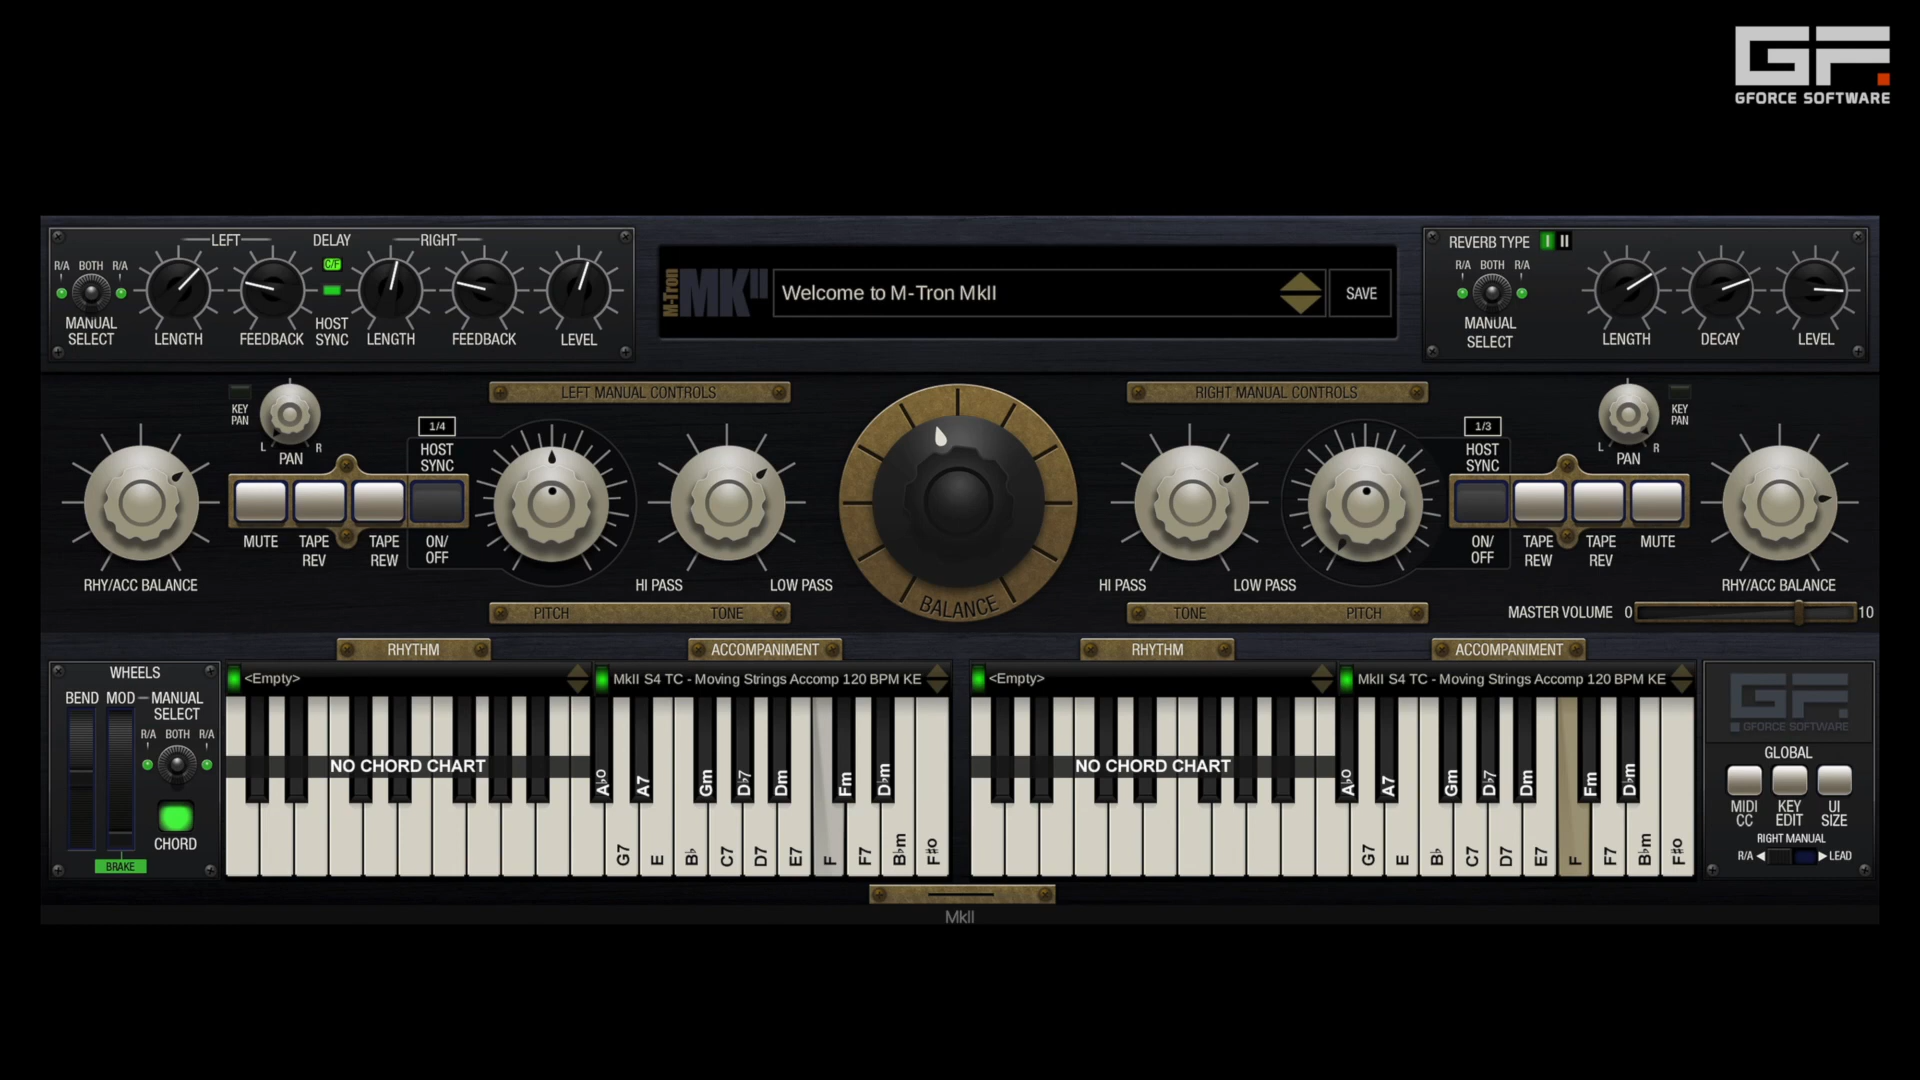 GF.
GFORCE SOFTWARE
LEFT DELAY RIGHT
C/F
R/A BOTH R/A
MANUAL SELECT
LENGTH FEEDBACK HOST SYNC LENGTH FEEDBACK LEVEL
M-Tron MKII
Welcome to M-Tron MkII
SAVE
REVERB TYPE I II
R/A BOTH R/A
MANUAL SELECT
LENGTH DECAY LEVEL
KEY PAN
L R
PAN
1/4
HOST SYNC
LEFT MANUAL CONTROLS
RIGHT MANUAL CONTROLS
1/3
HOST SYNC
L R
PAN
KEY PAN
MUTE TAPE REV TAPE REW ON/OFF
RHY/ACC BALANCE
HI PASS LOW PASS
PITCH TONE
BALANCE
HI PASS LOW PASS
TONE PITCH
ON/OFF TAPE REW TAPE REV MUTE
RHY/ACC BALANCE
MASTER VOLUME 0 10
RHYTHM ACCOMPANIMENT RHYTHM ACCOMPANIMENT
WHEELS
BEND MOD MANUAL SELECT
R/A BOTH R/A
CHORD
BRAKE
<Empty> MkII S4 TC - Moving Strings Accomp 120 BPM KE
<Empty> MkII S4 TC - Moving Strings Accomp 120 BPM KE
NO CHORD CHART
A♭o A7 Gm D♭7 Dm Fm D♭m
G7 E B♭ C7 D7 E7 F F7 B♭m F♯o
NO CHORD CHART
A♭o A7 Gm D♭7 Dm Fm D♭m
G7 E B♭ C7 D7 E7 F F7 B♭m F♯o
GF
GFORCE SOFTWARE
GLOBAL
MIDI CC KEY EDIT UI SIZE
RIGHT MANUAL
R/A LEAD
MkII